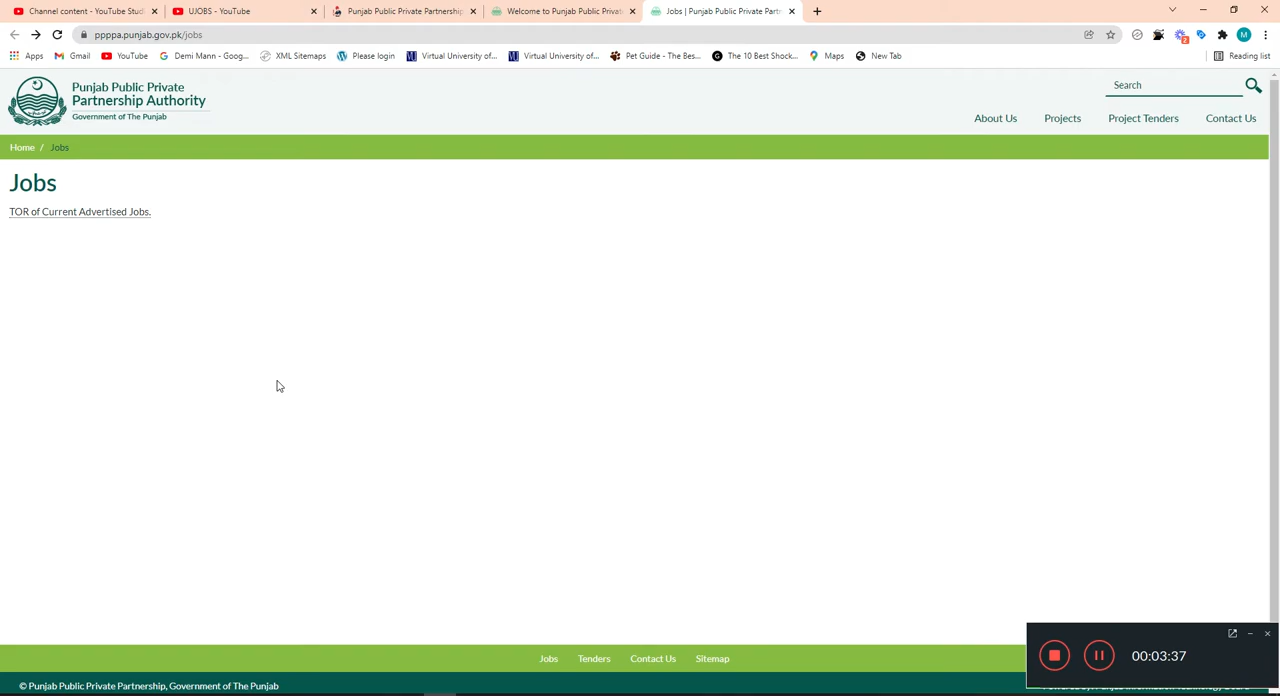 Channel content - YouTube Studi
UJOBS - YouTube
Punjab Public Private Partnership
Welcome to Punjab Public Privat
Jobs | Punjab Public Private Partn
ppppa.punjab.gov.pk/jobs
M
Apps
Gmail
YouTube
Demi Mann - Goog...
XML Sitemaps
Please login
Virtual University of...
Virtual University of...
Pet Guide - The Bes...
The 10 Best Shock...
Maps
New Tab
Reading list
Punjab Public Private
Partnership Authority
Government of The Punjab
Search
About Us
Projects
Project Tenders
Contact Us
Home / Jobs
Jobs
TOR of Current Advertised Jobs.
Jobs
Tenders
Contact Us
Sitemap
00:03:37
© Punjab Public Private Partnership, Government of The Punjab